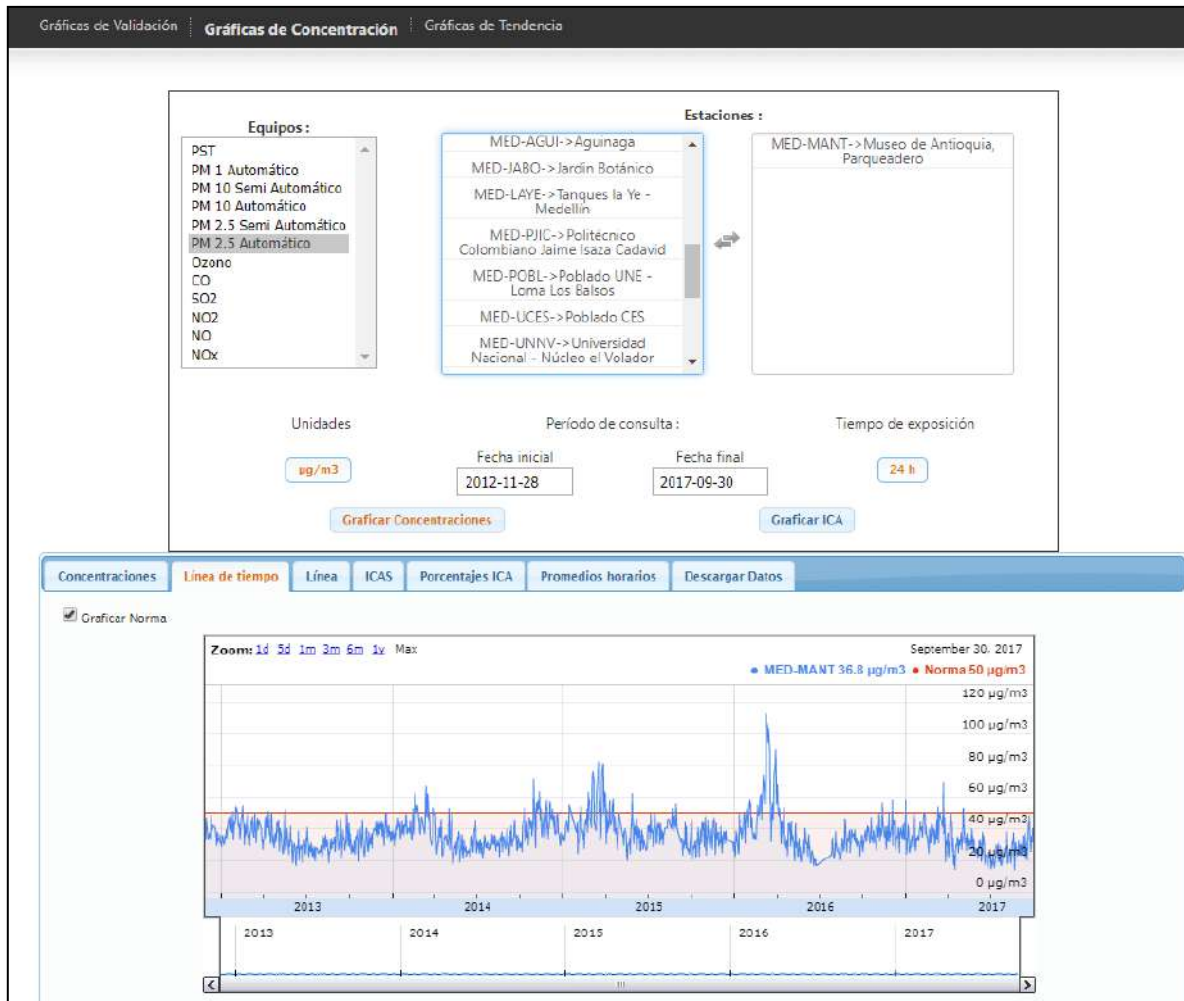 Gráficas de Validación
Gráficas de Concentración
Gráficas de Tendencia
Equipos :
PST
PM 1 Automático
PM 10 Semi Automático
PM 10 Automático
PM 2.5 Semi Automático
PM 2.5 Automático
Ozono
CO
SO2
NO2
NO
NOx
Estaciones :
MED-AGUI->Aguinaga
MED-JABO->Jardín Botánico
MED-LAYE->Tanques la Ye -
Medellín
MED-PJIC->Politécnico
Colombiano Jaime Isaza Cadavid
MED-POBL->Poblado UNE -
Loma Los Balsos
MED-UCES->Poblado CES
MED-UNNV->Universidad
Nacional - Núcleo el Volador
MED-MANT->Museo de Antioquia,
Parqueadero
Unidades
µg/m3
Período de consulta :
Fecha inicial
2012-11-28
Fecha final
2017-09-30
Tiempo de exposición
24 h
Graficar Concentraciones
Graficar ICA
Concentraciones
Línea de tiempo
Línea
ICAS
Porcentajes ICA
Promedios horarios
Descargar Datos
Graficar Norma
Zoom: 1d 5d 1m 3m 6m 1y Max
September 30, 2017
MED-MANT 36.8 µg/m3
Norma 50 µg/m3
120 µg/m3
100 µg/m3
80 µg/m3
60 µg/m3
40 µg/m3
20 µg/m3
0 µg/m3
2013
2014
2015
2016
2017
2013
2014
2015
2016
2017